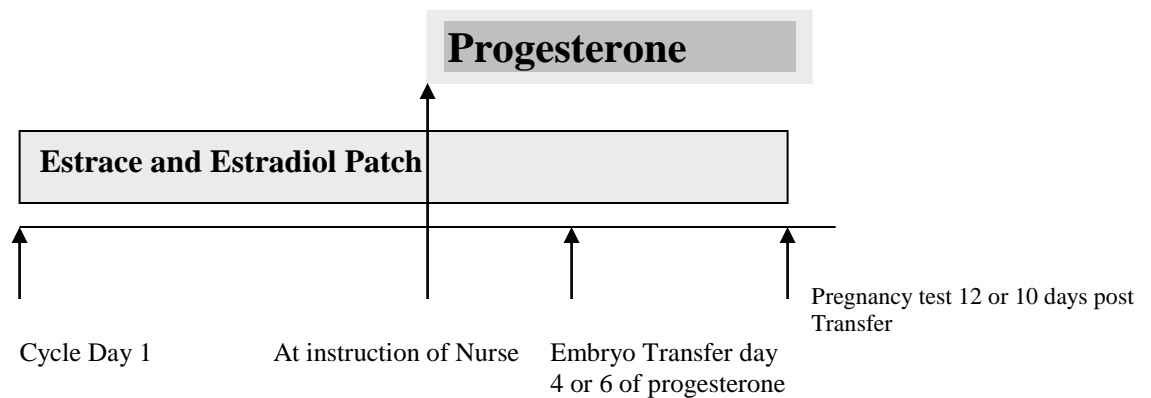 Progesterone
Estrace and Estradiol Patch
Pregnancy test 12 or 10 days post
Transfer
Cycle Day 1
At instruction of Nurse
Embryo Transfer day
4 or 6 of progesterone